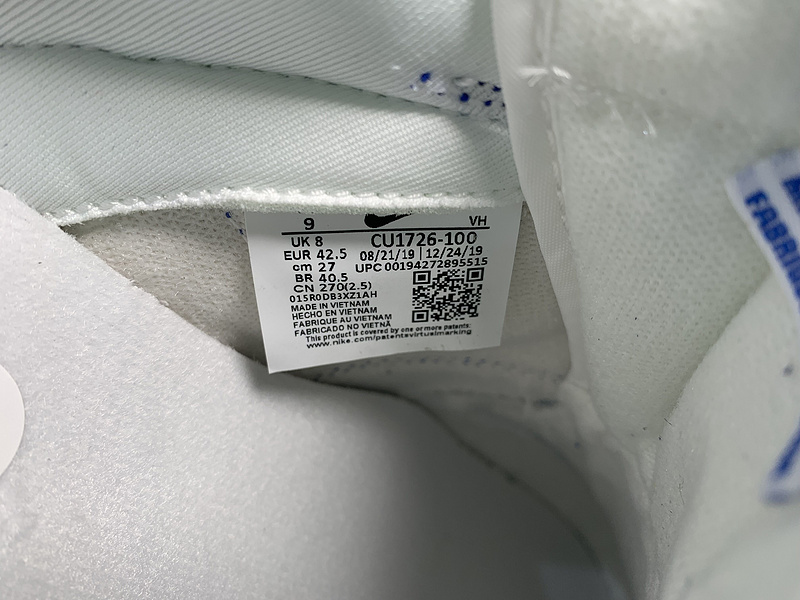 9 VH
UK 8 CU1726-100
EUR 42.5 08/21/19 | 12/24/19
cm 27 UPC 00194272895515
BR 40.5
CN 270(2.5)
015R0DB3XZ1AH
MADE IN VIETNAM
HECHO EN VIETNAM
FABRIQUE AU VIETNAM
FABRICADO NO VIETNÃ
This product is covered by one or more patents:
www.nike.com/patentsvirtualmarking